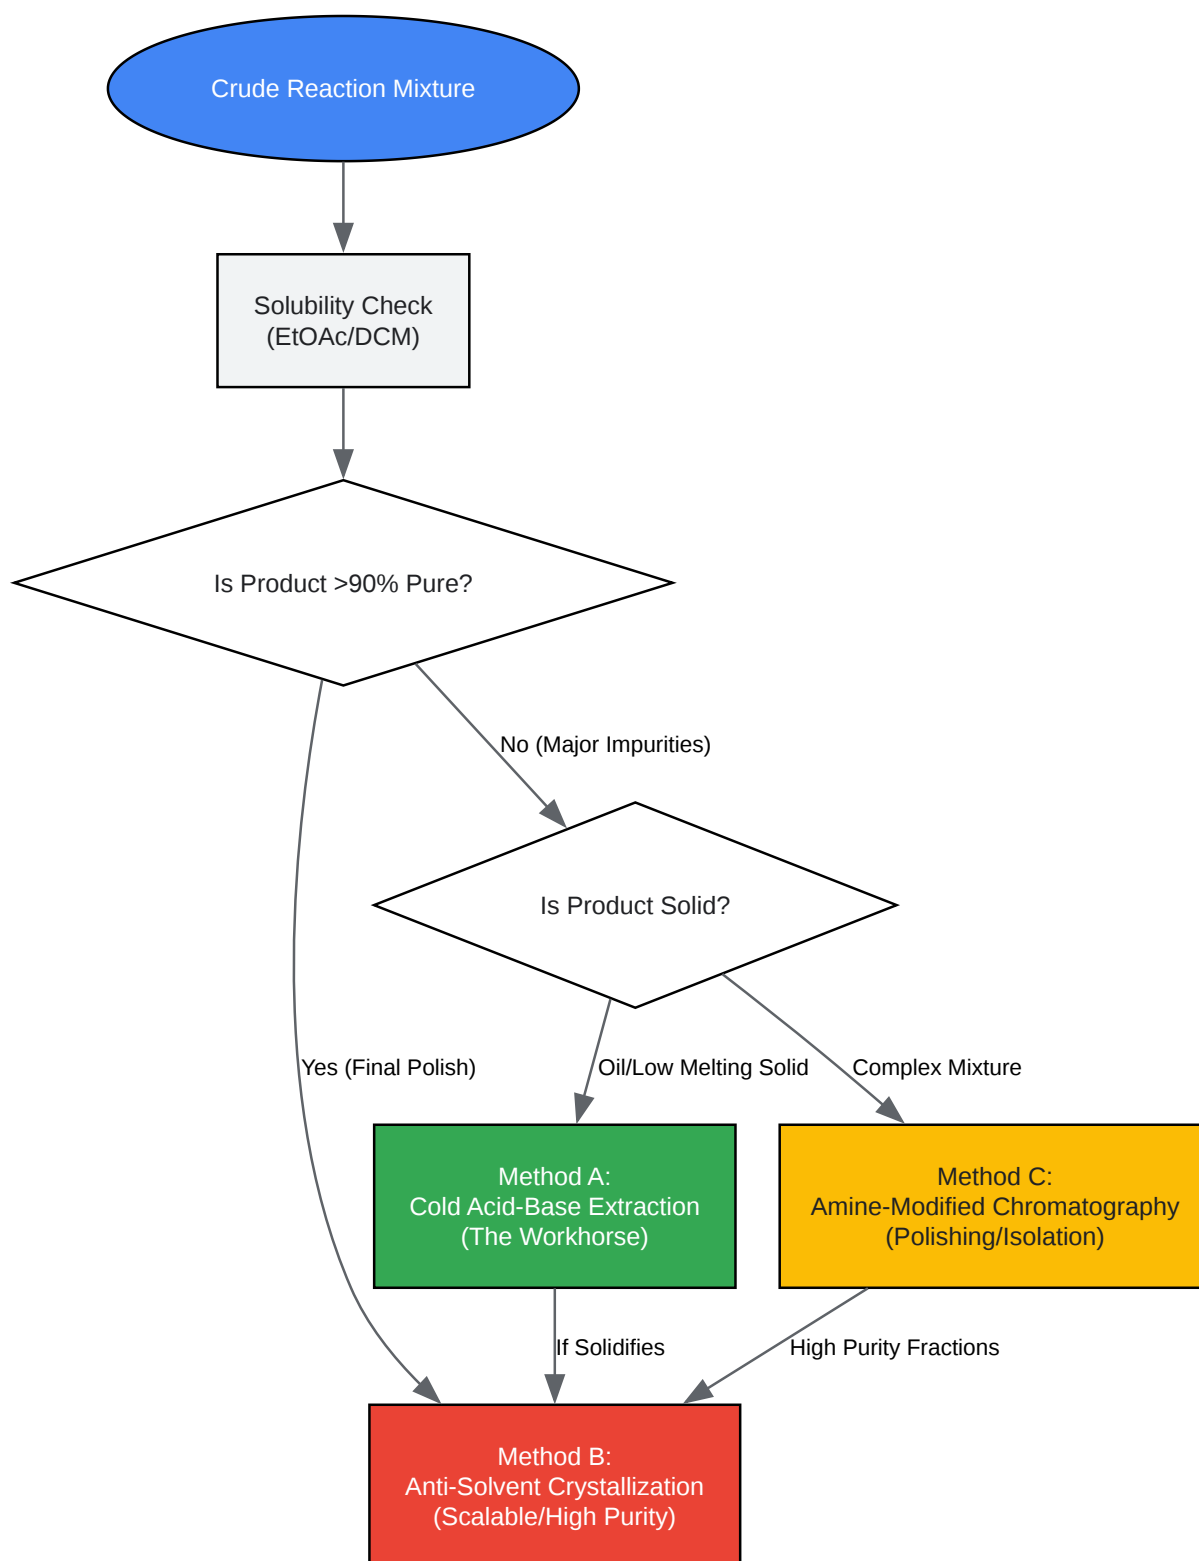 Crude Reaction Mixture
Solubility Check
(EtOAc/DCM)
Is Product >90% Pure?
No (Major Impurities)
Is Product Solid?
Yes (Final Polish)
Oil/Low Melting Solid
Complex Mixture
Method A:
Cold Acid-Base Extraction
(The Workhorse)
Method C:
Amine-Modified Chromatography
(Polishing/Isolation)
If Solidifies
High Purity Fractions
Method B:
Anti-Solvent Crystallization
(Scalable/High Purity)